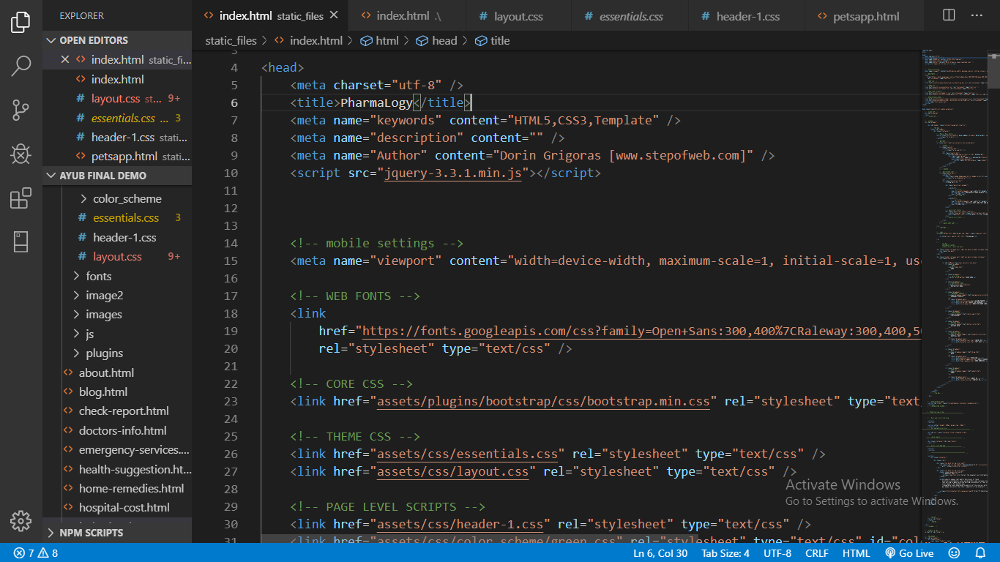 EXPLORER
OPEN EDITORS
index.html static_fi...
index.html
# layout.css st... 9+
# essentials.css ... 3
# header-1.css stati...
petsapp.html stati...
AYUB FINAL DEMO
color_scheme
# essentials.css 3
# header-1.css
# layout.css 9+
fonts
image2
images
js
plugins
about.html
blog.html
check-report.html
doctors-info.html
emergency-services....
health-suggestion.ht...
home-remedies.html
hospital-cost.html
NPM SCRIPTS
index.html static_files
index.html .\
# layout.css
# essentials.css
# header-1.css
petsapp.html
static_files > index.html > html > head > title
3
4 <head>
5 <meta charset="utf-8" />
6 <title>PharmaLogy</title>
7 <meta name="keywords" content="HTML5,CSS3,Template" />
8 <meta name="description" content="" />
9 <meta name="Author" content="Dorin Grigoras [www.stepofweb.com]" />
10 <script src="jquery-3.3.1.min.js"></script>
11
12
13
14 <!-- mobile settings -->
15 <meta name="viewport" content="width=device-width, maximum-scale=1, initial-scale=1, use
16
17 <!-- WEB FONTS -->
18 <link
19 href="https://fonts.googleapis.com/css?family=Open+Sans:300,400%7CRaleway:300,400,50
20 rel="stylesheet" type="text/css" />
21
22 <!-- CORE CSS -->
23 <link href="assets/plugins/bootstrap/css/bootstrap.min.css" rel="stylesheet" type="text/
24
25 <!-- THEME CSS -->
26 <link href="assets/css/essentials.css" rel="stylesheet" type="text/css" />
27 <link href="assets/css/layout.css" rel="stylesheet" type="text/css" />
28
29 <!-- PAGE LEVEL SCRIPTS -->
30 <link href="assets/css/header-1.css" rel="stylesheet" type="text/css" />
31 <link href="assets/css/color_scheme/green.css" rel="stylesheet" type="text/css" id="colo
Activate Windows
Go to Settings to activate Windows.
7 8
Ln 6, Col 30 Tab Size: 4 UTF-8 CRLF HTML Go Live